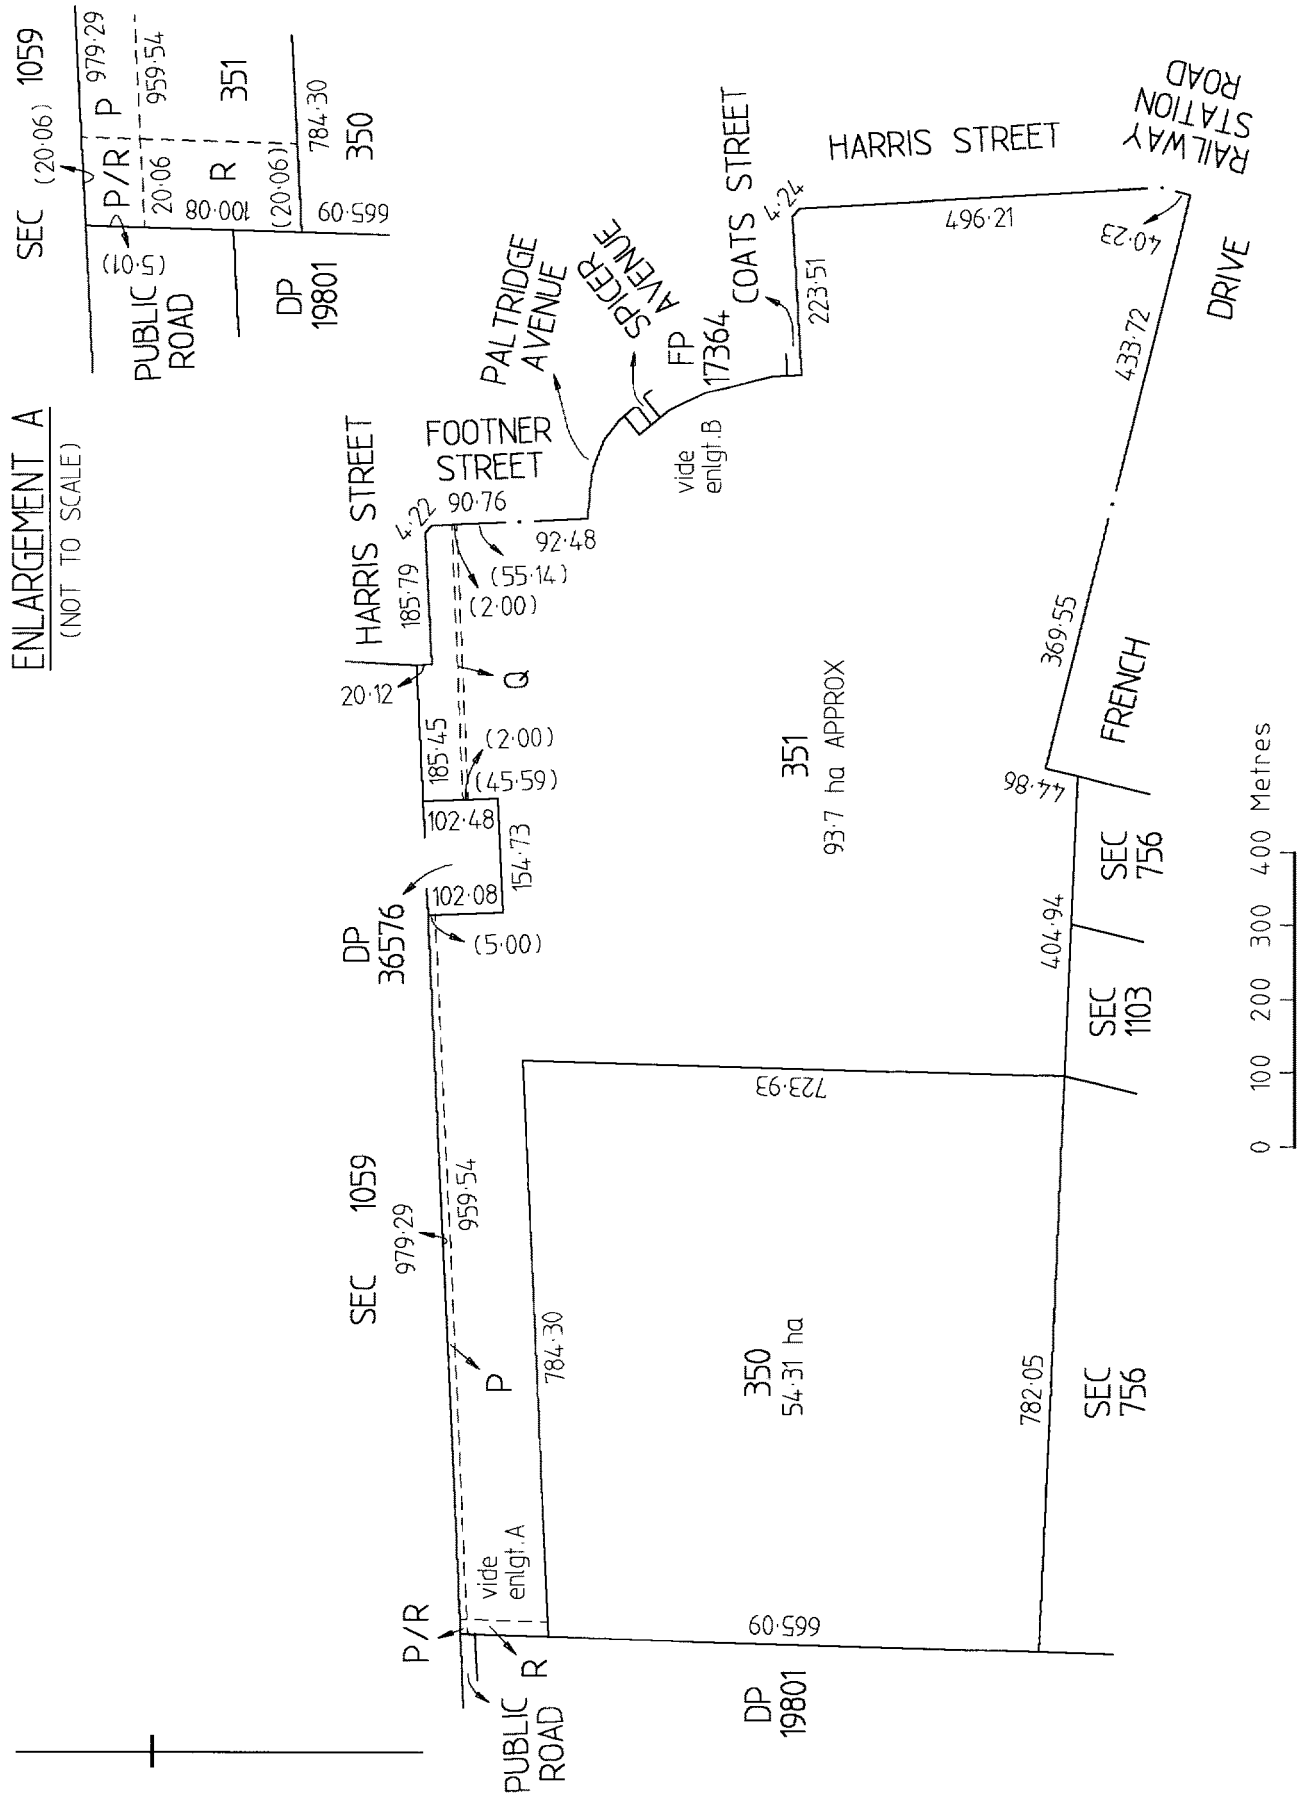 ENLARGEMENT A
(NOT TO SCALE)
SEC (20·06) 1059
P/R P 979·29
20·06 959·54
(5·01)
PUBLIC
ROAD
100·08 R 351
(20·06)
784·30
DP
19801
665·09 350
SEC 1059
979·29
959·54
P/R
PUBLIC
ROAD
R
vide
enlgt.A
P
784·30
DP
36576
(5·00)
102·08
102·48
154·73
185·45
20·12
HARRIS STREET
185·79
4·22
(45·59)
(2·00)
Q
(2·00)
(55·14)
90·76
92·48
FOOTNER
STREET
PALTRIDGE
AVENUE
SPICER
AVENUE
FP
17364
vide
enlgt.B
COATS STREET
223·51
4·24
HARRIS STREET
496·21
RAILWAY
STATION
ROAD
40·23
433·72
DRIVE
369·55
FRENCH
44·86
351
93·7 ha APPROX
723·93
350
54·31 ha
665·09
DP
19801
782·05
404·94
SEC
756
SEC
1103
SEC
756
0 100 200 300 400 Metres